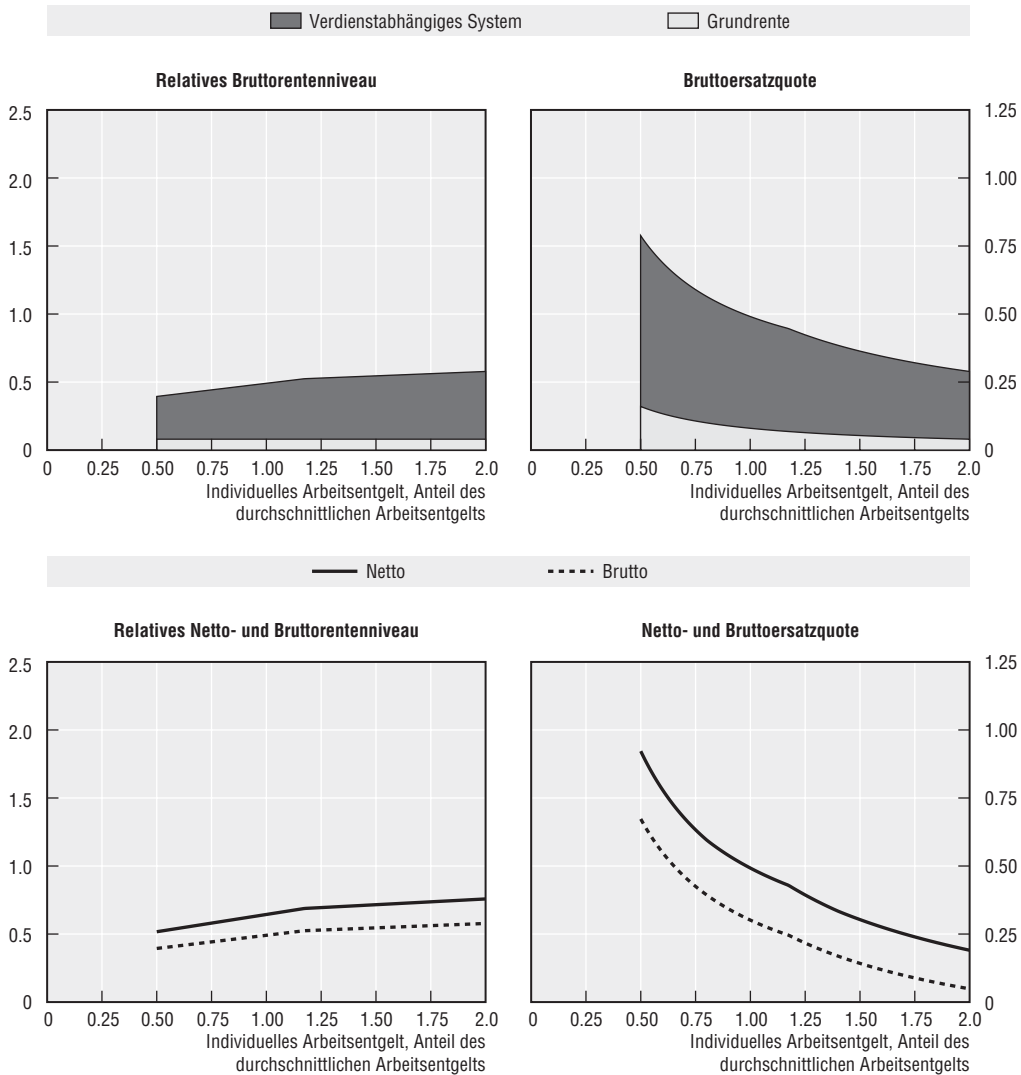 Verdienstabhängiges System Grundrente
Relatives Bruttorentenniveau
2.5
2.0
1.5
1.0
0.5
0
0 0.25 0.50 0.75 1.00 1.25 1.50 1.75 2.0
Individuelles Arbeitsentgelt, Anteil des
durchschnittlichen Arbeitsentgelts
Bruttoersatzquote
1.25
1.00
0.75
0.50
0.25
0
0 0.25 0.50 0.75 1.00 1.25 1.50 1.75 2.0
Individuelles Arbeitsentgelt, Anteil des
durchschnittlichen Arbeitsentgelts
Netto Brutto
Relatives Netto- und Bruttorentenniveau
2.5
2.0
1.5
1.0
0.5
0
0 0.25 0.50 0.75 1.00 1.25 1.50 1.75 2.0
Individuelles Arbeitsentgelt, Anteil des
durchschnittlichen Arbeitsentgelts
Netto- und Bruttoersatzquote
1.25
1.00
0.75
0.50
0.25
0
0 0.25 0.50 0.75 1.00 1.25 1.50 1.75 2.0
Individuelles Arbeitsentgelt, Anteil des
durchschnittlichen Arbeitsentgelts